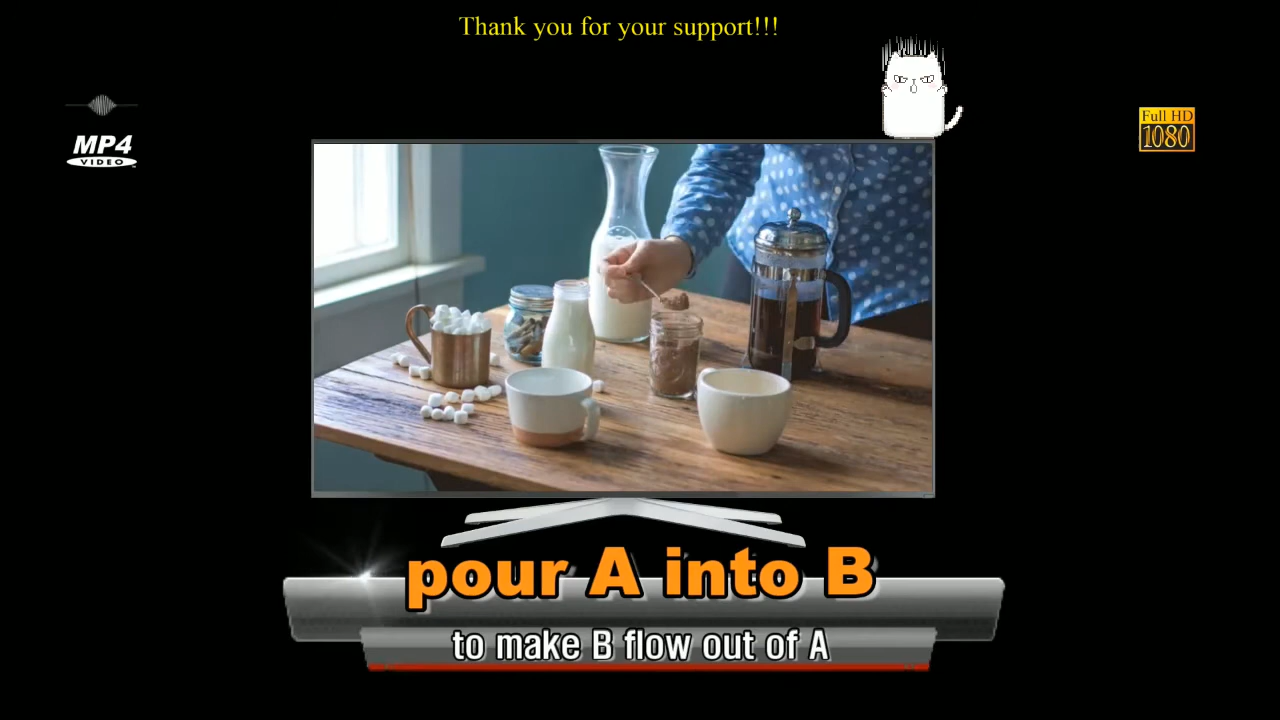 Thank you for your support!!!
MP4
VIDEO
Full HD
1080
pour A into B
to make B flow out of A